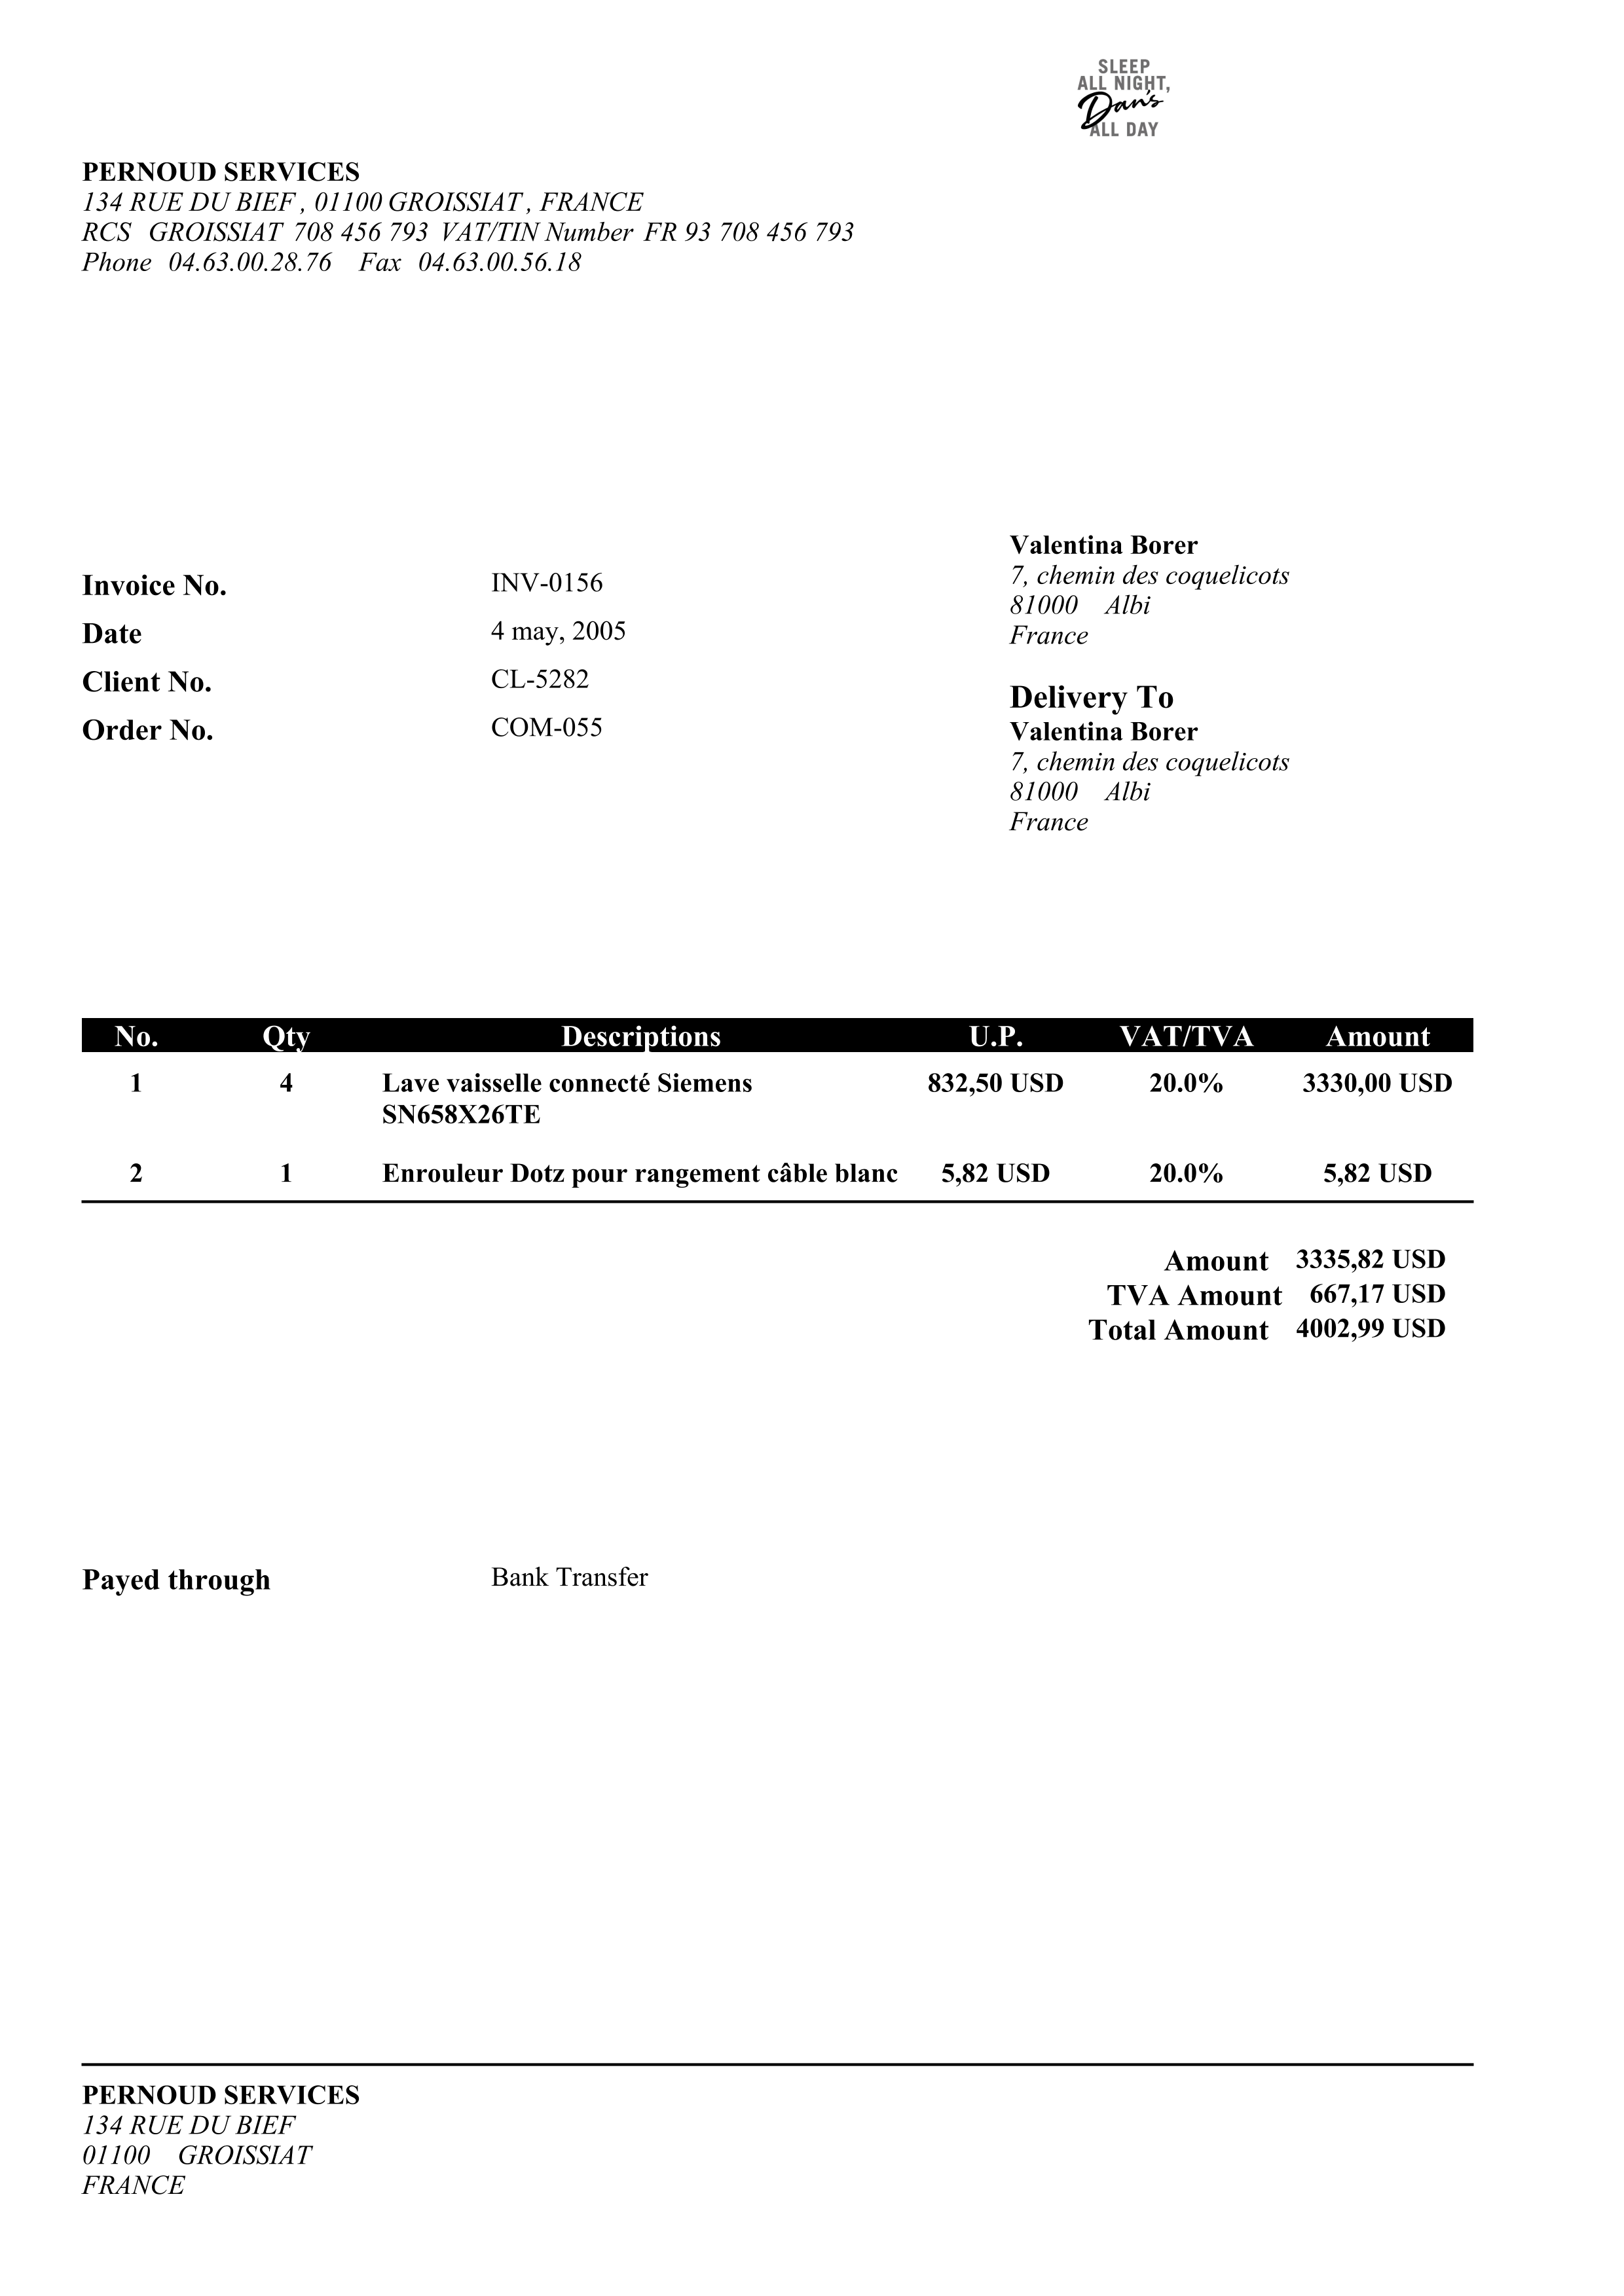 SLEEP
ALL NIGHT,
Dan's
ALL DAY
PERNOUD SERVICES
134 RUE DU BIEF , 01100 GROISSIAT , FRANCE
RCS GROISSIAT 708 456 793 VAT/TIN Number FR 93 708 456 793
Phone 04.63.00.28.76 Fax 04.63.00.56.18
Invoice No. INV-0156
Date 4 may, 2005
Client No. CL-5282
Order No. COM-055
Valentina Borer
7, chemin des coquelicots
81000 Albi
France
Delivery To
Valentina Borer
7, chemin des coquelicots
81000 Albi
France
No. Qty Descriptions U.P. VAT/TVA Amount
1 4 Lave vaisselle connecté Siemens 832,50 USD 20.0% 3330,00 USD
SN658X26TE
2 1 Enrouleur Dotz pour rangement câble blanc 5,82 USD 20.0% 5,82 USD
Amount 3335,82 USD
TVA Amount 667,17 USD
Total Amount 4002,99 USD
Payed through Bank Transfer
PERNOUD SERVICES
134 RUE DU BIEF
01100 GROISSIAT
FRANCE